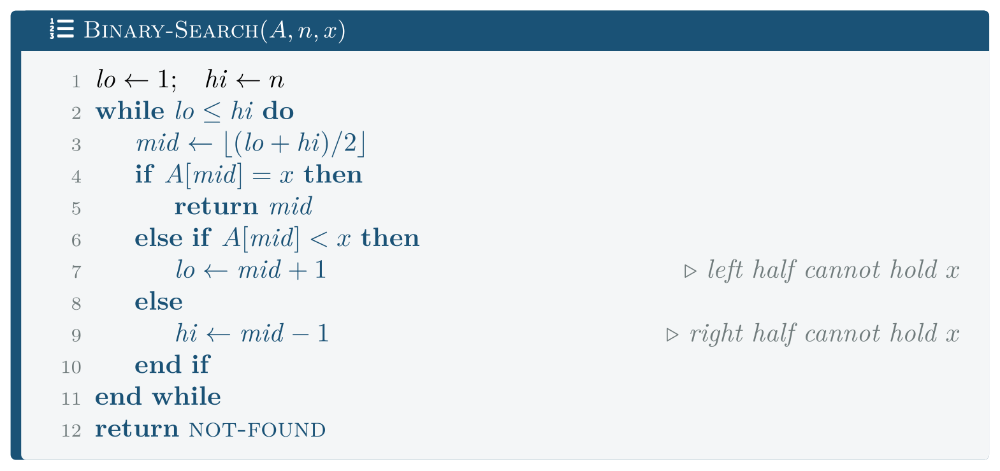 BINARY-SEARCH(A, n, x)
1 lo ← 1; hi ← n
2 while lo ≤ hi do
3 mid ← ⌊(lo + hi)/2⌋
4 if A[mid] = x then
5 return mid
6 else if A[mid] < x then
7 lo ← mid + 1 ▷ left half cannot hold x
8 else
9 hi ← mid − 1 ▷ right half cannot hold x
10 end if
11 end while
12 return NOT-FOUND